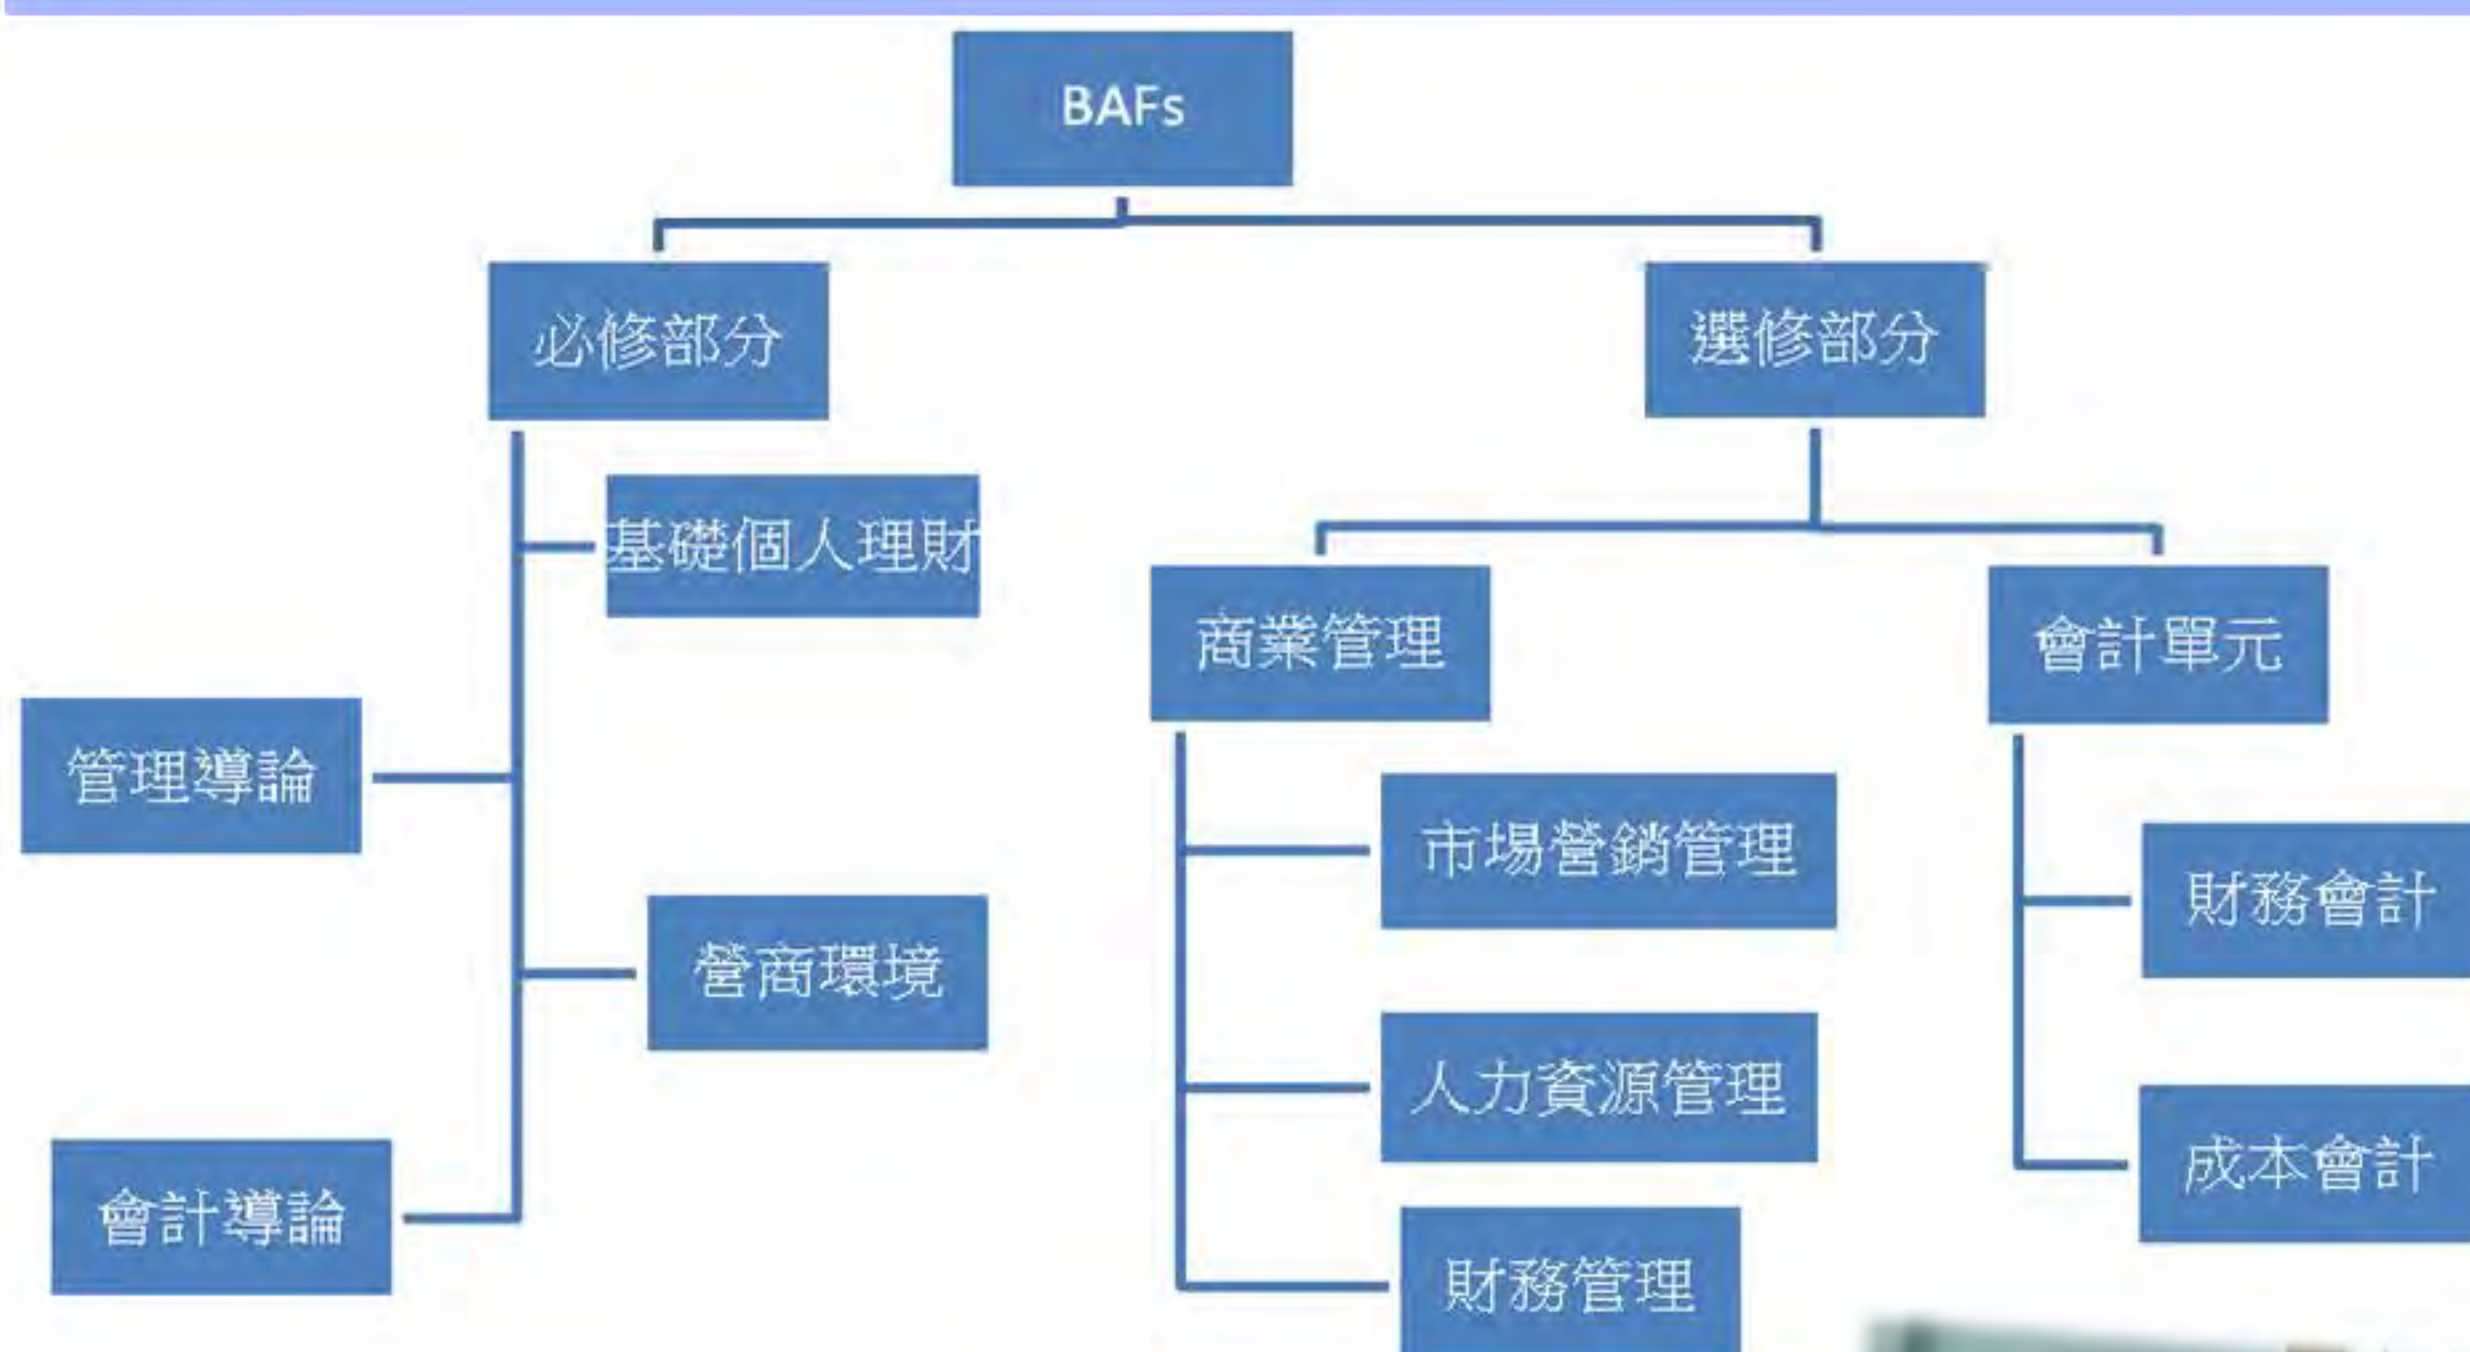 BAFs
必修部分
選修部分
基礎個人理財
商業管理
會計單元
管理導論
市場營銷管理
財務會計
營商環境
人力資源管理
成本會計
會計導論
財務管理